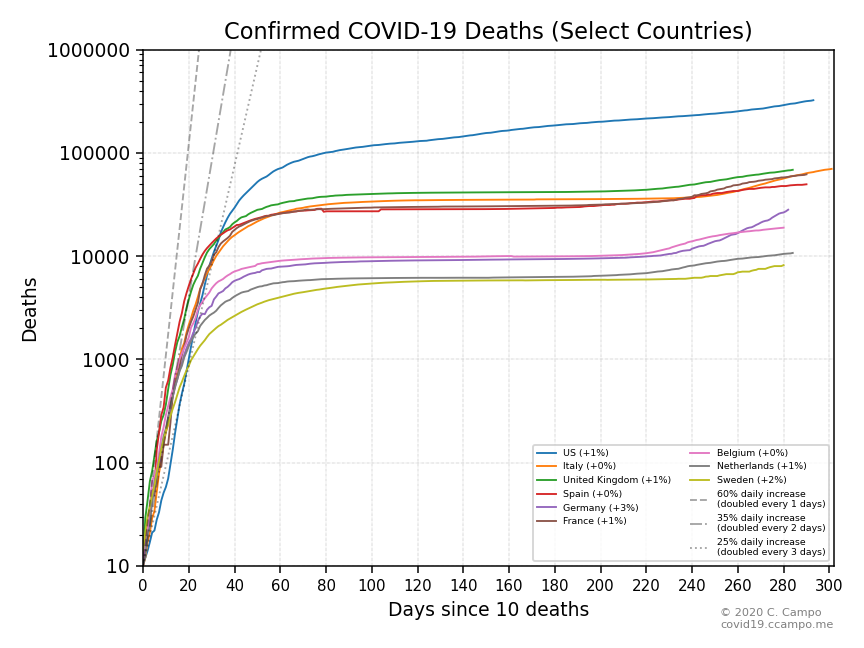 Confirmed COVID-19 Deaths (Select Countries)
1000000
100000
10000
1000
100
10
Deaths
0 20 40 60 80 100 120 140 160 180 200 220 240 260 280 300
Days since 10 deaths
US (+1%)
Italy (+0%)
United Kingdom (+1%)
Spain (+0%)
Germany (+3%)
France (+1%)
Belgium (+0%)
Netherlands (+1%)
Sweden (+2%)
60% daily increase
(doubled every 1 days)
35% daily increase
(doubled every 2 days)
25% daily increase
(doubled every 3 days)
© 2020 C. Campo
covid19.ccampo.me